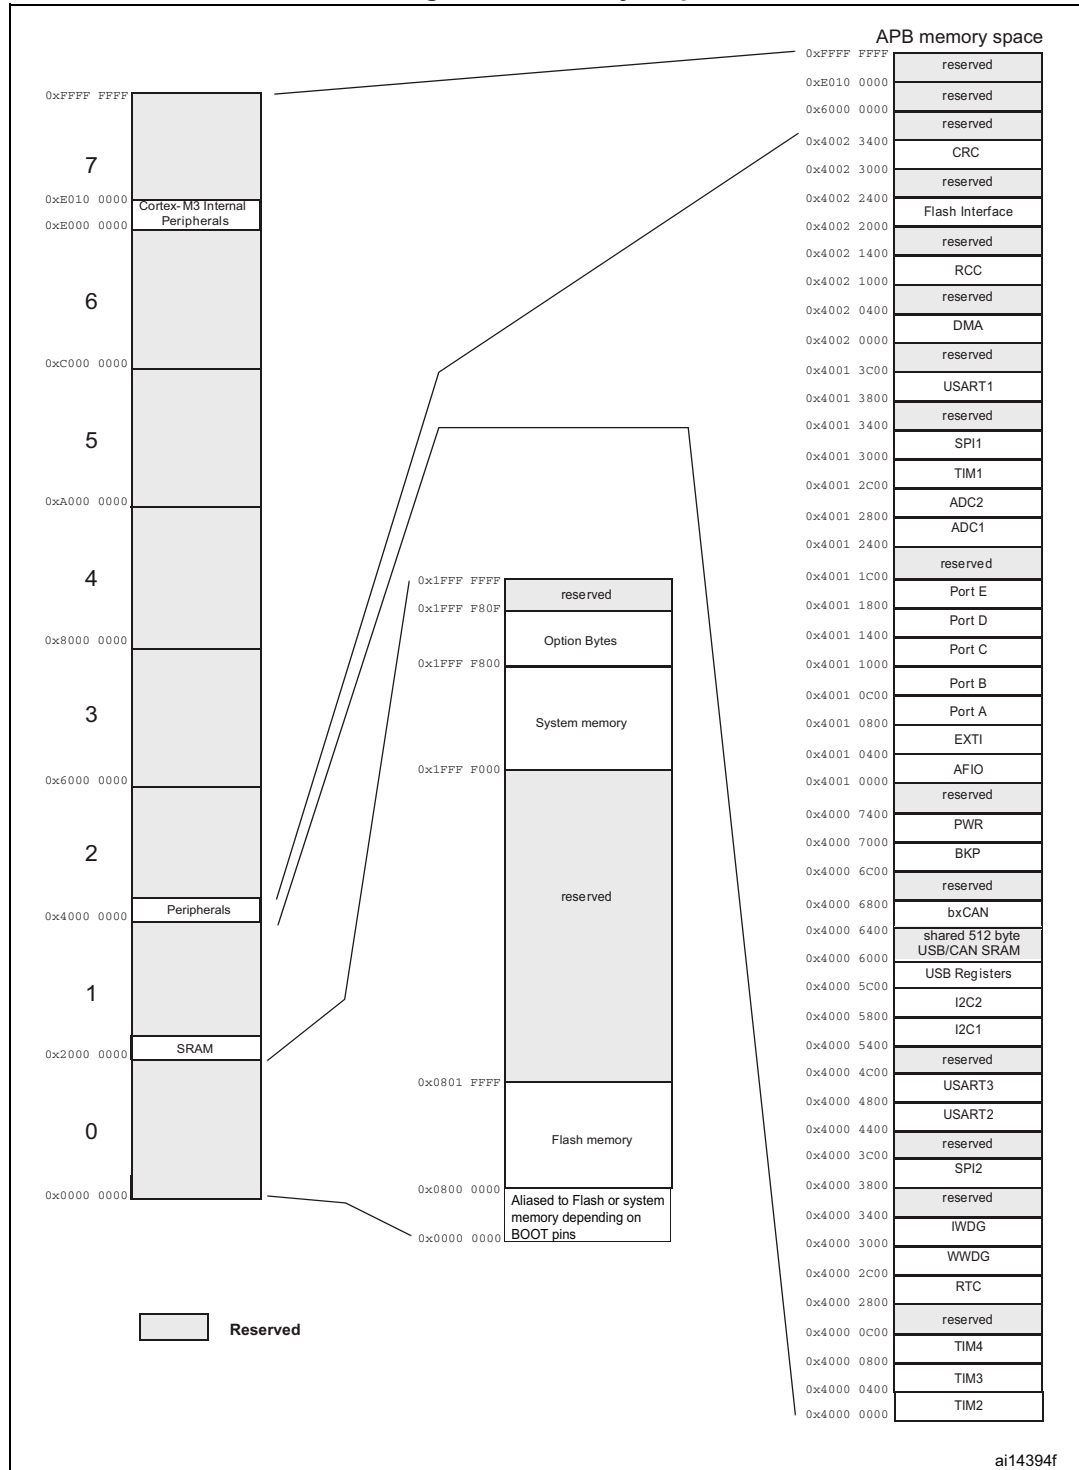 APB memory space
0xFFFF FFFF
reserved
0xE010 0000
reserved
0x6000 0000
reserved
0x4002 3400
CRC
0x4002 3000
reserved
0x4002 2400
Flash Interface
0x4002 2000
reserved
0x4002 1400
RCC
0x4002 1000
reserved
0x4002 0400
DMA
0x4002 0000
reserved
0x4001 3C00
USART1
0x4001 3800
reserved
0x4001 3400
SPI1
0x4001 3000
TIM1
0x4001 2C00
ADC2
0x4001 2800
ADC1
0x4001 2400
reserved
0x4001 1C00
Port E
0x4001 1800
Port D
0x4001 1400
Port C
0x4001 1000
Port B
0x4001 0C00
Port A
0x4001 0800
EXTI
0x4001 0400
AFIO
0x4001 0000
reserved
0x4000 7400
PWR
0x4000 7000
BKP
0x4000 6C00
reserved
0x4000 6800
bxCAN
0x4000 6400
shared 512 byte
USB/CAN SRAM
0x4000 6000
USB Registers
0x4000 5C00
I2C2
0x4000 5800
I2C1
0x4000 5400
reserved
0x4000 4C00
USART3
0x4000 4800
USART2
0x4000 4400
reserved
0x4000 3C00
SPI2
0x4000 3800
reserved
0x4000 3400
IWDG
0x4000 3000
WWDG
0x4000 2C00
RTC
0x4000 2800
reserved
0x4000 0C00
TIM4
0x4000 0800
TIM3
0x4000 0400
TIM2
0x4000 0000
0xFFFF FFFF
7
0xE010 0000
Cortex-M3 Internal
Peripherals
0xE000 0000
6
0xC000 0000
5
0xA000 0000
4
0x8000 0000
3
0x6000 0000
2
Peripherals
0x4000 0000
1
SRAM
0x2000 0000
0
0x0000 0000
0x1FFF FFFF
reserved
0x1FFF F80F
Option Bytes
0x1FFF F800
System memory
0x1FFF F000
reserved
0x0801 FFFF
Flash memory
0x0800 0000
Aliased to Flash or system
memory depending on
BOOT pins
0x0000 0000
Reserved
ai14394f